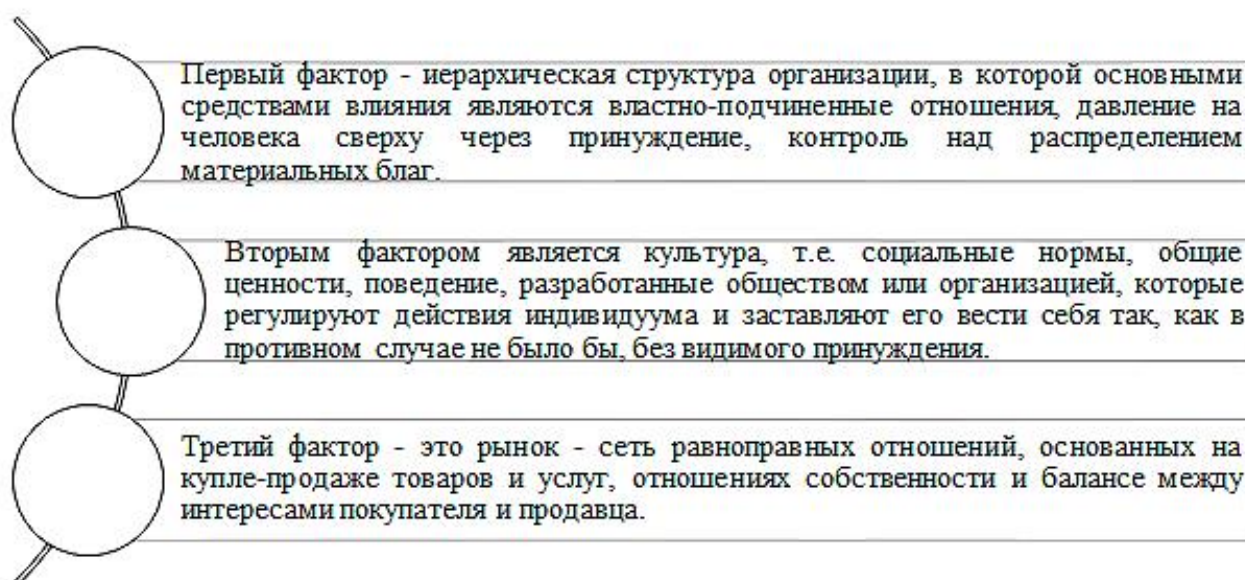 Первый фактор - иерархическая структура организации, в которой основными
средствами влияния являются властно-подчиненные отношения, давление на
человека сверху через принуждение, контроль над распределением
материальных благ.
Вторым фактором является культура, т.е. социальные нормы, общие
ценности, поведение, разработанные обществом или организацией, которые
регулируют действия индивидуума и заставляют его вести себя так, как в
противном случае не было бы, без видимого принуждения.
Третий фактор - это рынок - сеть равноправных отношений, основанных на
купле-продаже товаров и услуг, отношениях собственности и балансе между
интересами покупателя и продавца.